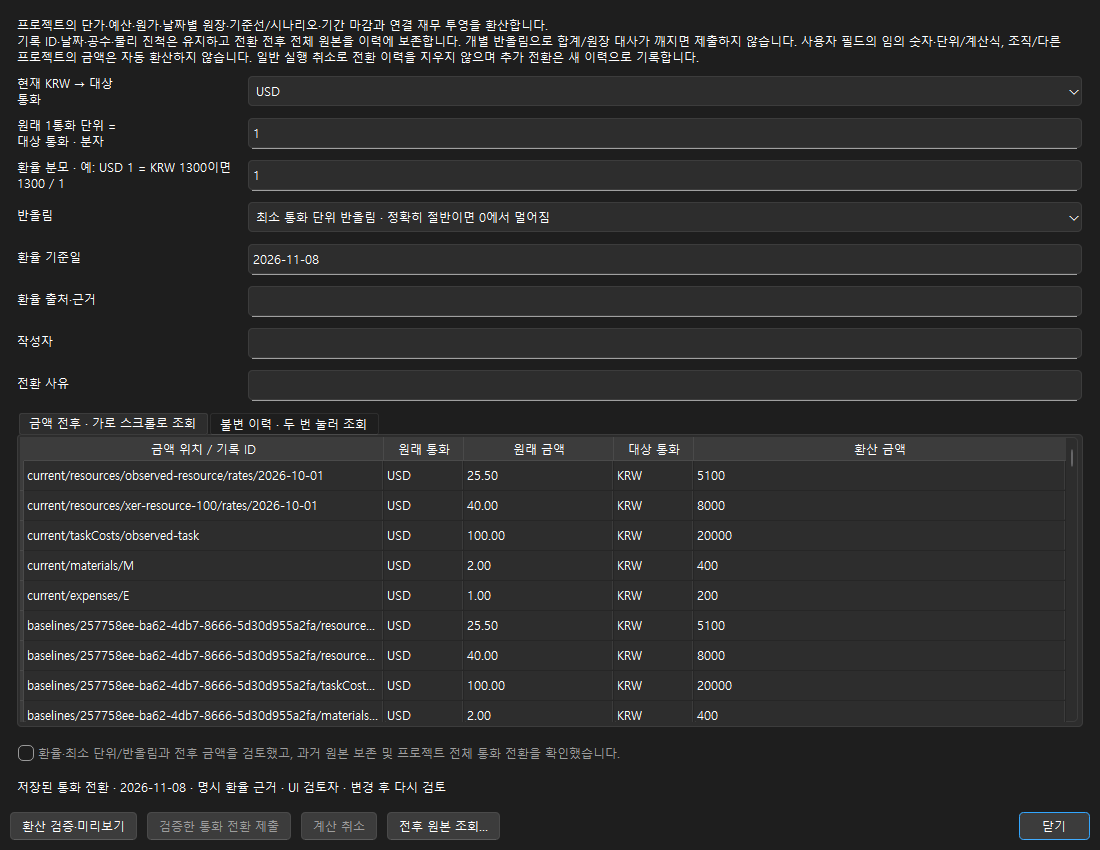 프로젝트의 단가·예산·원가·날짜별 원장·기준선/시나리오·기간 마감과 연결 재무 투영을 환산합니다.
기록 ID·날짜·공수·물리 진척은 유지하고 전환 전후 전체 원본을 이력에 보존합니다. 개별 반올림으로 합계/원장 대사가 깨지면 제출하지 않습니다. 사용자 필드의 임의 숫자·단위/계산식, 조직/다른
프로젝트의 금액은 자동 환산하지 않습니다. 일반 실행 취소로 전환 이력을 지우지 않으며 추가 전환은 새 이력으로 기록합니다.
현재 KRW → 대상
통화
USD
원래 1통화 단위 =
대상 통화 · 분자
1
환율 분모 · 예: USD 1 = KRW 1300이면
1300 / 1
1
반올림
최소 통화 단위 반올림 · 정확히 절반이면 0에서 멀어짐
환율 기준일
2026-11-08
환율 출처·근거
작성자
전환 사유
금액 전후 · 가로 스크롤로 조회
불변 이력 · 두 번 눌러 조회
금액 위치 / 기록 ID 원래 통화 원래 금액 대상 통화 환산 금액
current/resources/observed-resource/rates/2026-10-01 USD 25.50 KRW 5100
current/resources/xer-resource-100/rates/2026-10-01 USD 40.00 KRW 8000
current/taskCosts/observed-task USD 100.00 KRW 20000
current/materials/M USD 2.00 KRW 400
current/expenses/E USD 1.00 KRW 200
baselines/257758ee-ba62-4db7-8666-5d30d955a2fa/resource... USD 25.50 KRW 5100
baselines/257758ee-ba62-4db7-8666-5d30d955a2fa/resource... USD 40.00 KRW 8000
baselines/257758ee-ba62-4db7-8666-5d30d955a2fa/taskCost... USD 100.00 KRW 20000
baselines/257758ee-ba62-4db7-8666-5d30d955a2fa/materials... USD 2.00 KRW 400
환율·최소 단위/반올림과 전후 금액을 검토했고, 과거 원본 보존 및 프로젝트 전체 통화 전환을 확인했습니다.
저장된 통화 전환 · 2026-11-08 · 명시 환율 근거 · UI 검토자 · 변경 후 다시 검토
환산 검증·미리보기
검증한 통화 전환 제출
계산 취소
전후 원본 조회...
닫기